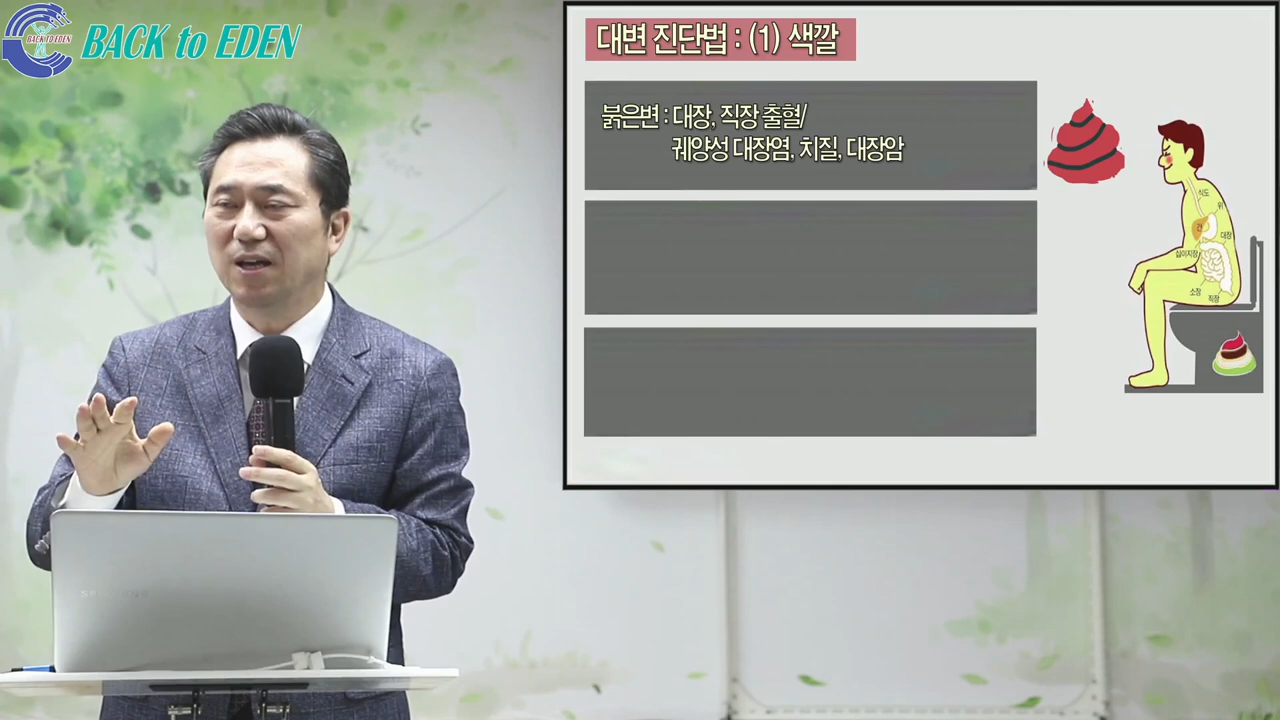 BACK TO EDEN
BACK to EDEN
대변 진단법 : (1) 색깔
붉은변 : 대장, 직장 출혈/
궤양성 대장염, 치질, 대장암
식도
위
간
대장
십이지장
소장
직장
SAMSUNG